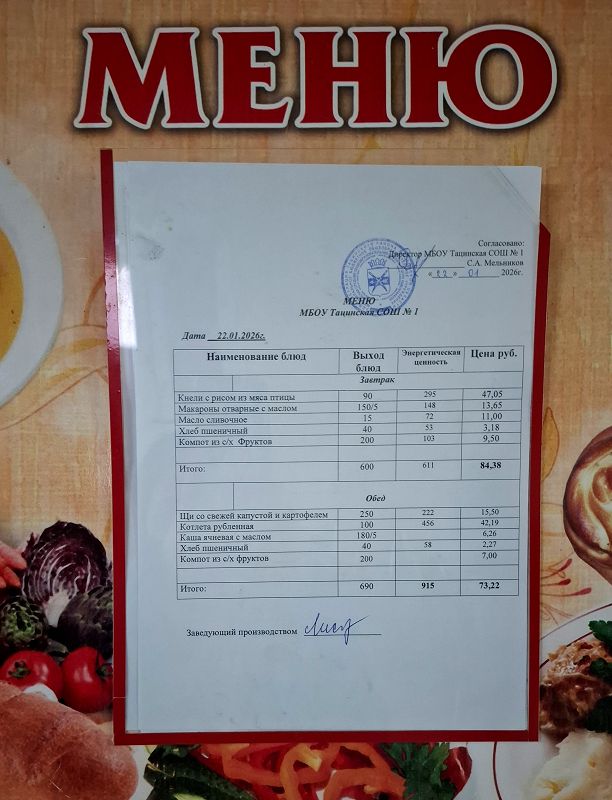 МЕНЮ
Согласовано:
Директор МБОУ Тацинская СОШ № 1
С.А. Мельников
« 22 » 01 2026г.
МЕНЮ
МБОУ Тацинская СОШ № 1
Дата 22.01.2026г.
Наименование блюд Выход блюд Энергетическая ценность Цена руб.
Завтрак
Кнели с рисом из мяса птицы 90 295 47,05
Макароны отварные с маслом 150/5 148 13,65
Масло сливочное 15 72 11,00
Хлеб пшеничный 40 53 3,18
Компот из с/х Фруктов 200 103 9,50
Итого: 600 611 84,38
Обед
Щи со свежей капустой и картофелем 250 222 15,50
Котлета рубленная 100 456 42,19
Каша ячневая с маслом 180/5 6,26
Хлеб пшеничный 40 58 2,27
Компот из с/х фруктов 200 7,00
Итого: 690 915 73,22
Заведующий производством